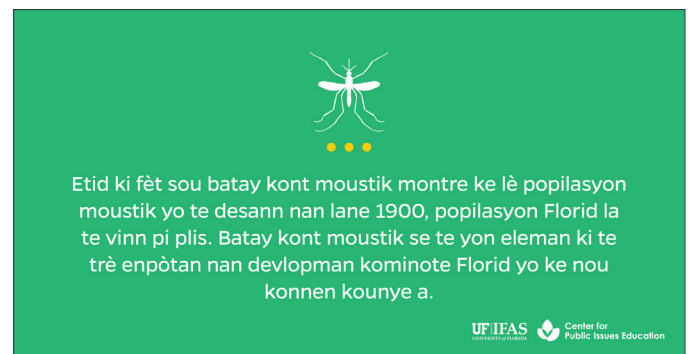 Etid ki fèt sou batay kont moustik montre ke lè popilasyon
moustik yo te desann nan lane 1900, popilasyon Florid la
te vinn pi plis. Batay kont moustik se te yon eleman ki te
trè enpòtan nan devlopman kominote Florid yo ke nou
konnen kounye a.
UF|IFAS
UNIVERSITY of FLORIDA
Center for
Public Issues Education